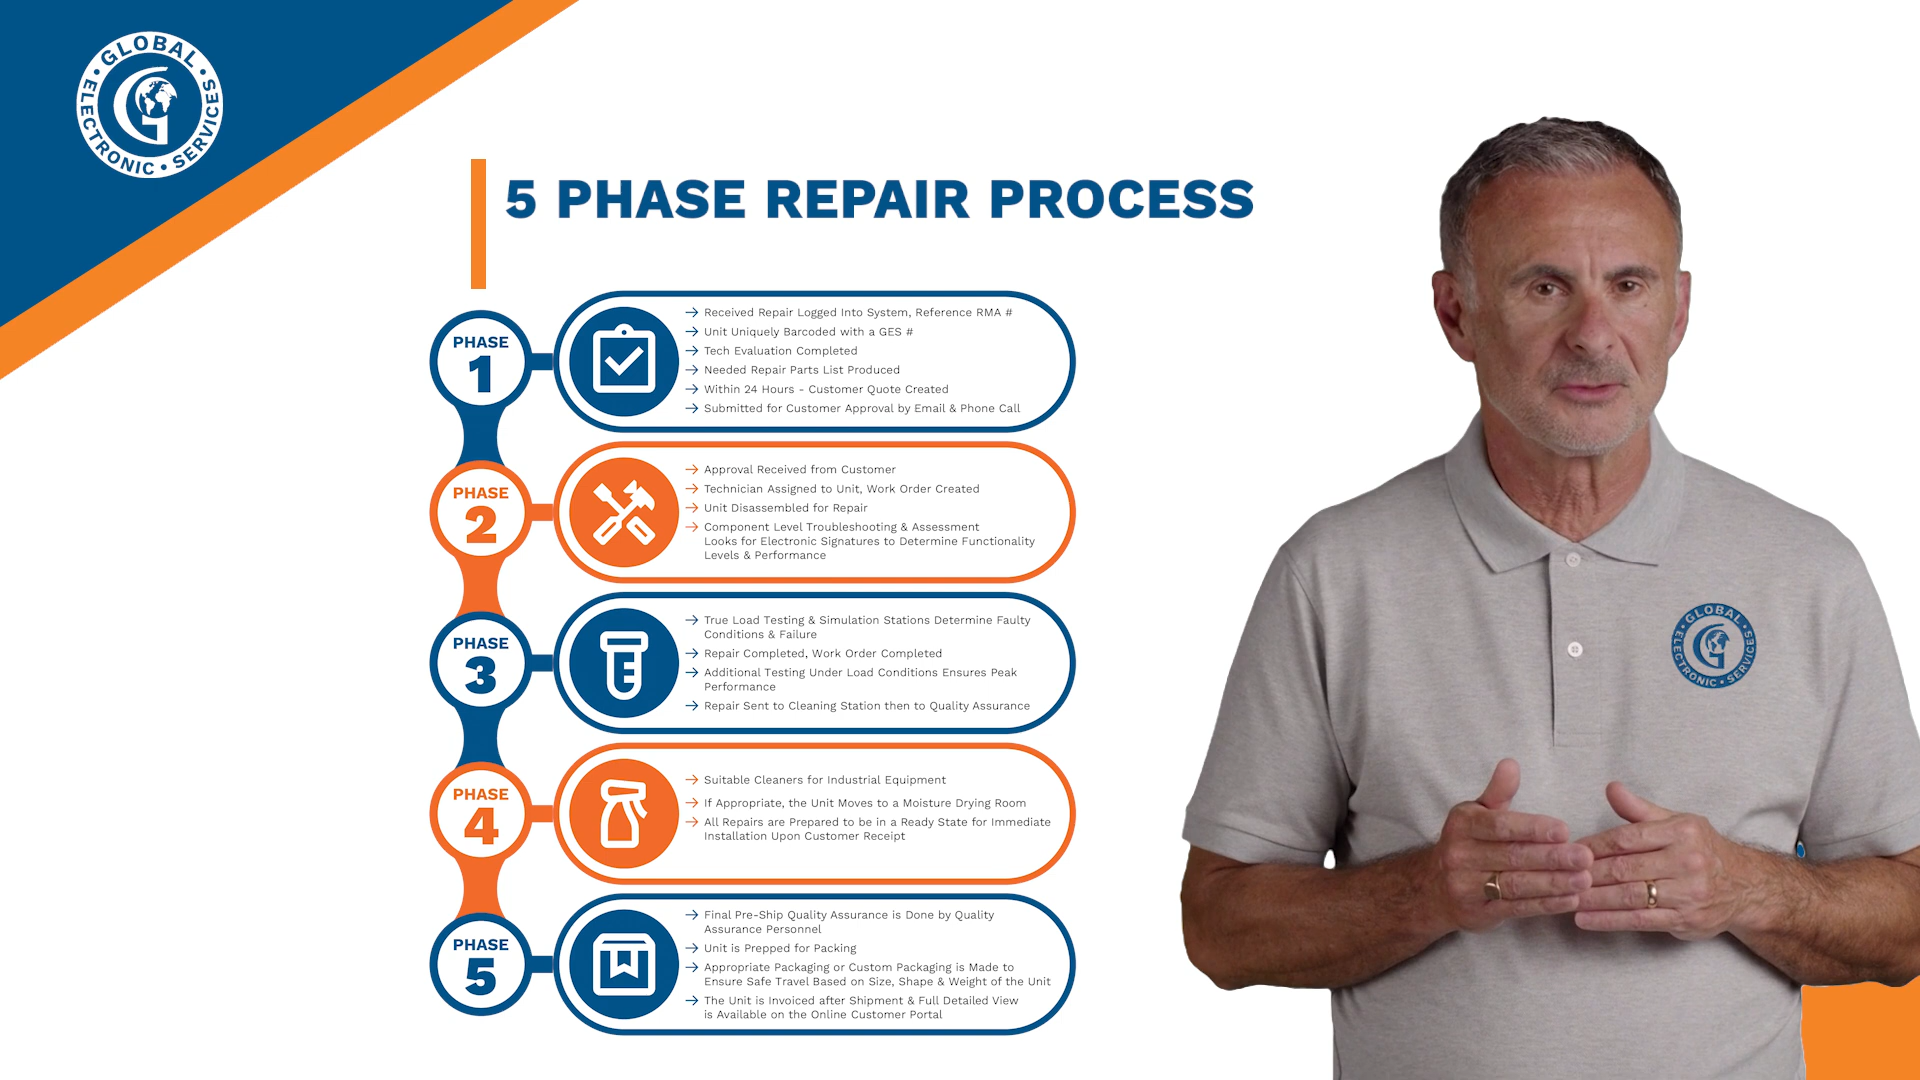 GLOBAL
ELECTRONIC • SERVICES
5 PHASE REPAIR PROCESS
PHASE
1
Received Repair Logged Into System, Reference RMA #
Unit Uniquely Barcoded with a GES #
Tech Evaluation Completed
Needed Repair Parts List Produced
Within 24 Hours - Customer Quote Created
Submitted for Customer Approval by Email & Phone Call
PHASE
2
Approval Received from Customer
Technician Assigned to Unit, Work Order Created
Unit Disassembled for Repair
Component Level Troubleshooting & Assessment
Looks for Electronic Signatures to Determine Functionality
Levels & Performance
PHASE
3
True Load Testing & Simulation Stations Determine Faulty
Conditions & Failure
Repair Completed, Work Order Completed
Additional Testing Under Load Conditions Ensures Peak
Performance
Repair Sent to Cleaning Station then to Quality Assurance
PHASE
4
Suitable Cleaners for Industrial Equipment
If Appropriate, the Unit Moves to a Moisture Drying Room
All Repairs are Prepared to be in a Ready State for Immediate
Installation Upon Customer Receipt
PHASE
5
Final Pre-Ship Quality Assurance is Done by Quality
Assurance Personnel
Unit is Prepped for Packing
Appropriate Packaging or Custom Packaging is Made to
Ensure Safe Travel Based on Size, Shape & Weight of the Unit
The Unit is Invoiced after Shipment & Full Detailed View
is Available on the Online Customer Portal
GLOBAL
ELECTRONIC • SERVICES